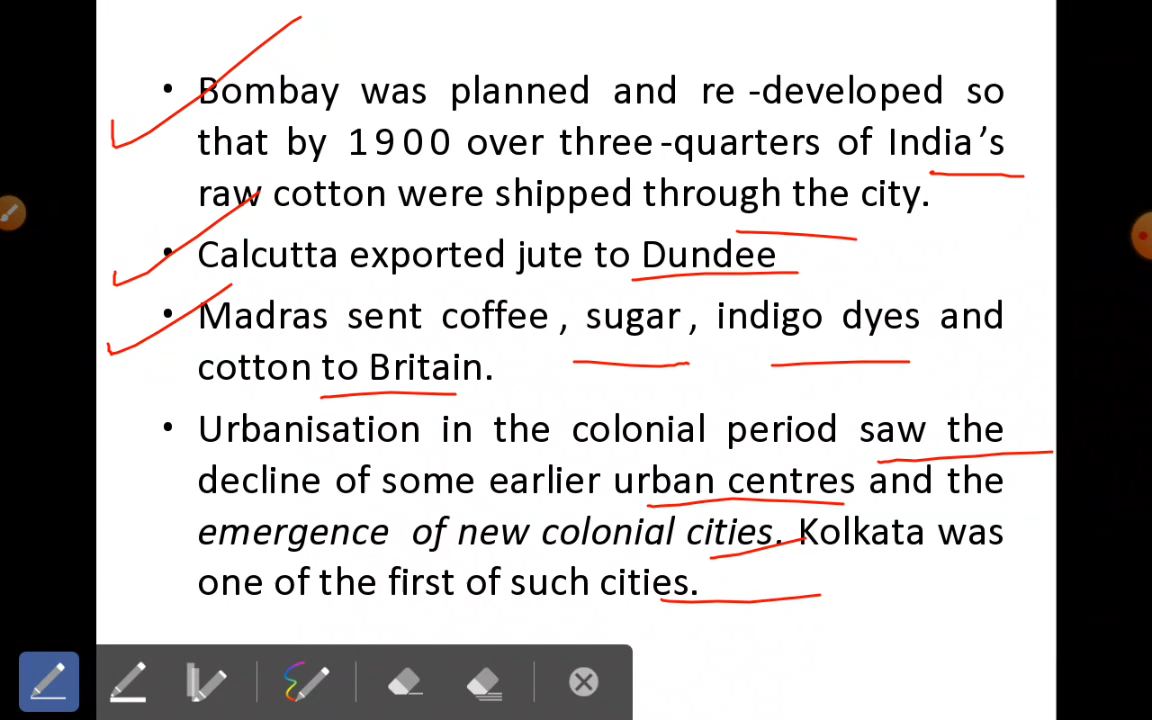 • Bombay was planned and re -developed so
that by 1900 over three -quarters of India’s
raw cotton were shipped through the city.
• Calcutta exported jute to Dundee
• Madras sent coffee , sugar , indigo dyes and
cotton to Britain.
• Urbanisation in the colonial period saw the
decline of some earlier urban centres and the
emergence of new colonial cities. Kolkata was
one of the first of such cities.